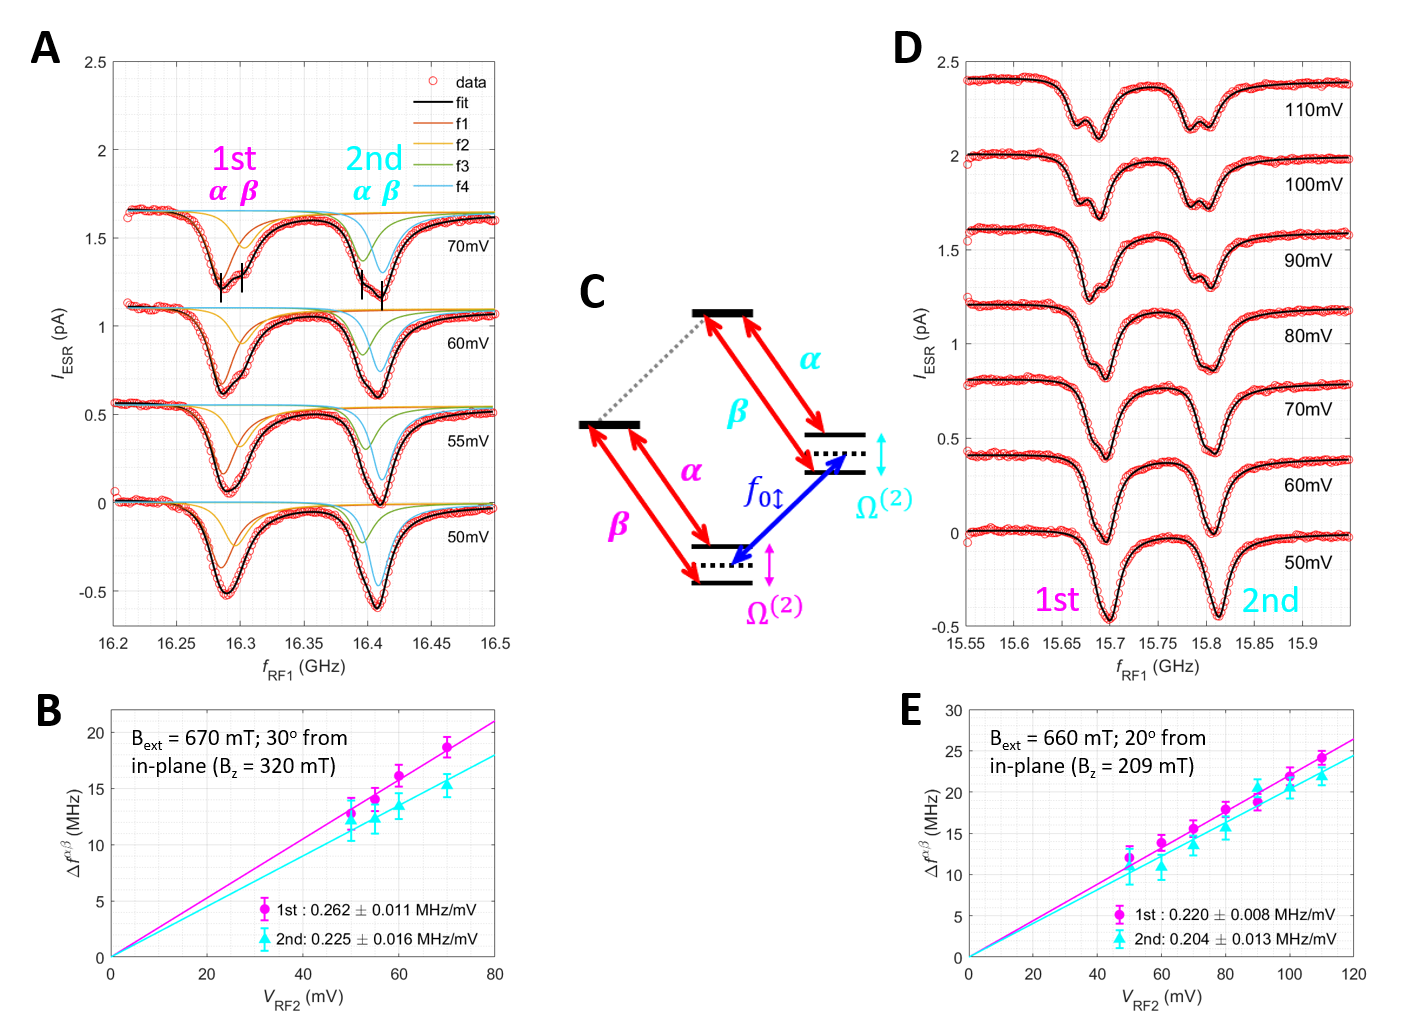 A
2.5
2
1.5
1
0.5
0
-0.5
I_ESR (pA)
data
fit
f1
f2
f3
f4
1st
α β
2nd
α β
70mV
60mV
55mV
50mV
16.2 16.25 16.3 16.35 16.4 16.45 16.5
f_RF1 (GHz)
B
20
15
10
5
0
Δf^αβ (MHz)
B_ext = 670 mT; 30° from
in-plane (B_z = 320 mT)
1st : 0.262 ± 0.011 MHz/mV
2nd: 0.225 ± 0.016 MHz/mV
0 20 40 60 80
V_RF2 (mV)
C
α
β
α
β
f_0↕
Ω^(2)
Ω^(2)
D
2.5
2
1.5
1
0.5
0
-0.5
I_ESR (pA)
110mV
100mV
90mV
80mV
70mV
60mV
50mV
1st
2nd
15.55 15.6 15.65 15.7 15.75 15.8 15.85 15.9
f_RF1 (GHz)
E
30
25
20
15
10
5
0
Δf^αβ (MHz)
B_ext = 660 mT; 20° from
in-plane (B_z = 209 mT)
1st : 0.220 ± 0.008 MHz/mV
2nd: 0.204 ± 0.013 MHz/mV
0 20 40 60 80 100 120
V_RF2 (mV)